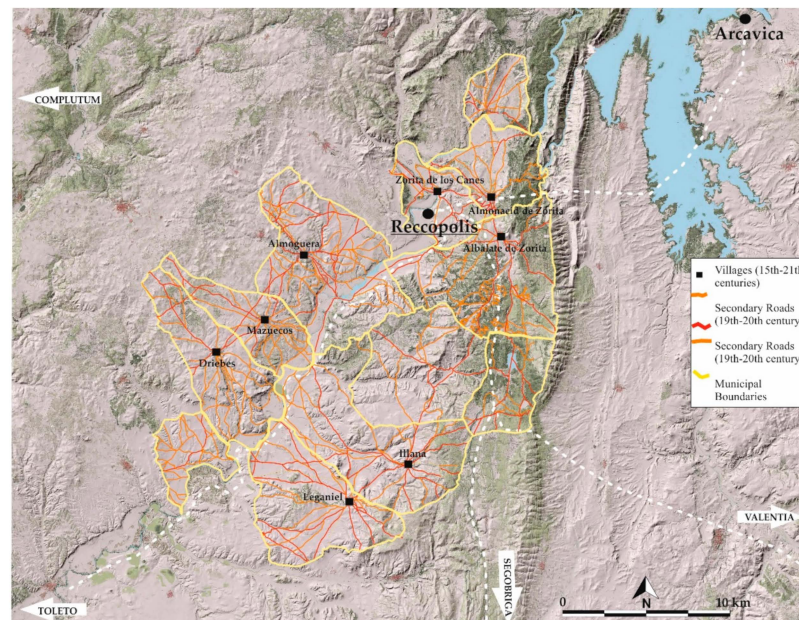 Arcavica
COMPLUTUM
Zorita de los Canes
Almonacid de Zorita
Reccopolis
Albalate de Zorita
Almoguera
Mazuecos
Driebes
Illana
Leganiel
Villages (15th-21th
centuries)
Secondary Roads
(19th-20th century
Secondary Roads
(19th-20th century
Municipal
Boundaries
VALENTIA
SEGOBRIGA
TOLETO
0 N 10 km